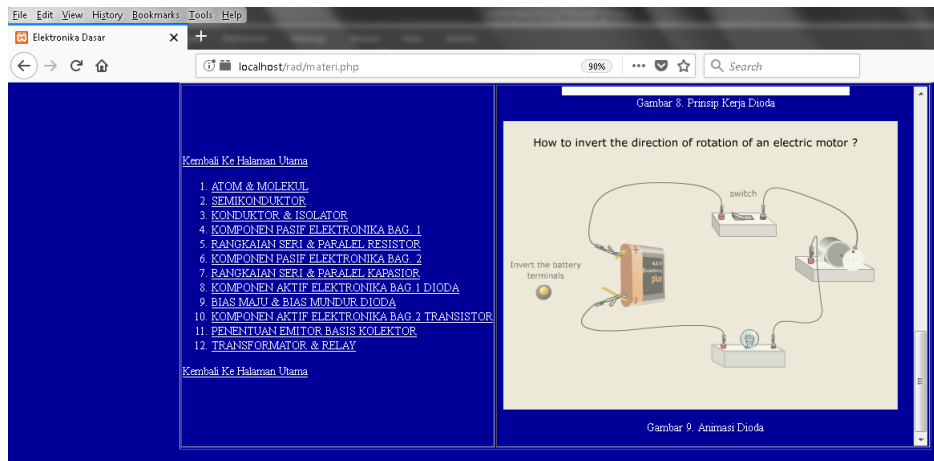 File Edit View History Bookmarks Tools Help
Elektronika Dasar
localhost/rad/materi.php
90%
Search
Kembali Ke Halaman Utama
1. ATOM & MOLEKUL
2. SEMIKONDUKTOR
3. KONDUKTOR & ISOLATOR
4. KOMPONEN PASIF ELEKTRONIKA BAG. 1
5. RANGKAIAN SERI & PARALEL RESISTOR
6. KOMPONEN PASIF ELEKTRONIKA BAG. 2
7. RANGKAIAN SERI & PARALEL KAPASIOR
8. KOMPONEN AKTIF ELEKTRONIKA BAG.1 DIODA
9. BIAS MAJU & BIAS MUNDUR DIODA
10. KOMPONEN AKTIF ELEKTRONIKA BAG.2 TRANSISTOR
11. PENENTUAN EMITOR BASIS KOLEKTOR
12. TRANSFORMATOR & RELAY
Kembali Ke Halaman Utama
Gambar 8. Prinsip Kerja Dioda
How to invert the direction of rotation of an electric motor ?
switch
Invert the battery
terminals
4.5 V
plus
Gambar 9. Animasi Dioda